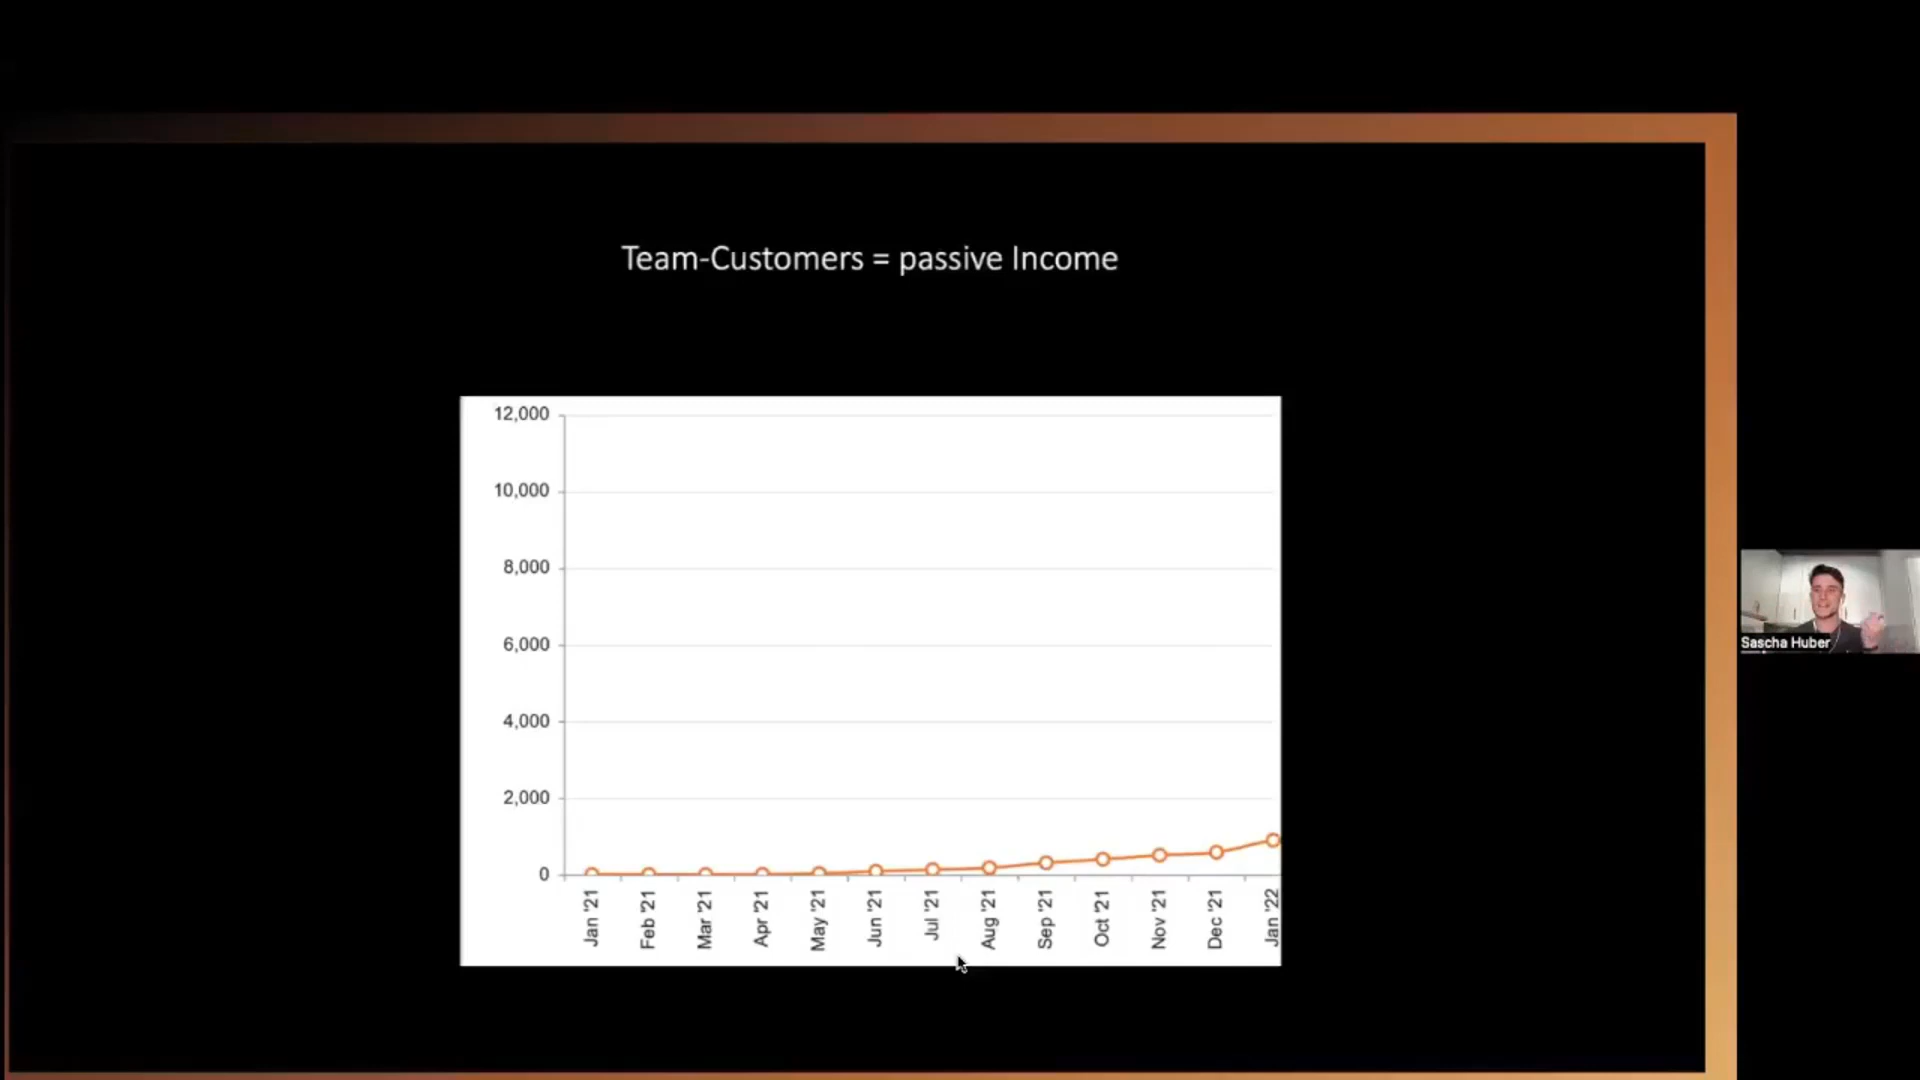 Team-Customers = passive Income
12,000
10,000
8,000
6,000
4,000
2,000
0
Jan '21
Feb '21
Mar '21
Apr '21
May '21
Jun '21
Jul '21
Aug '21
Sep '21
Oct '21
Nov '21
Dec '21
Jan '22
Sascha Huber